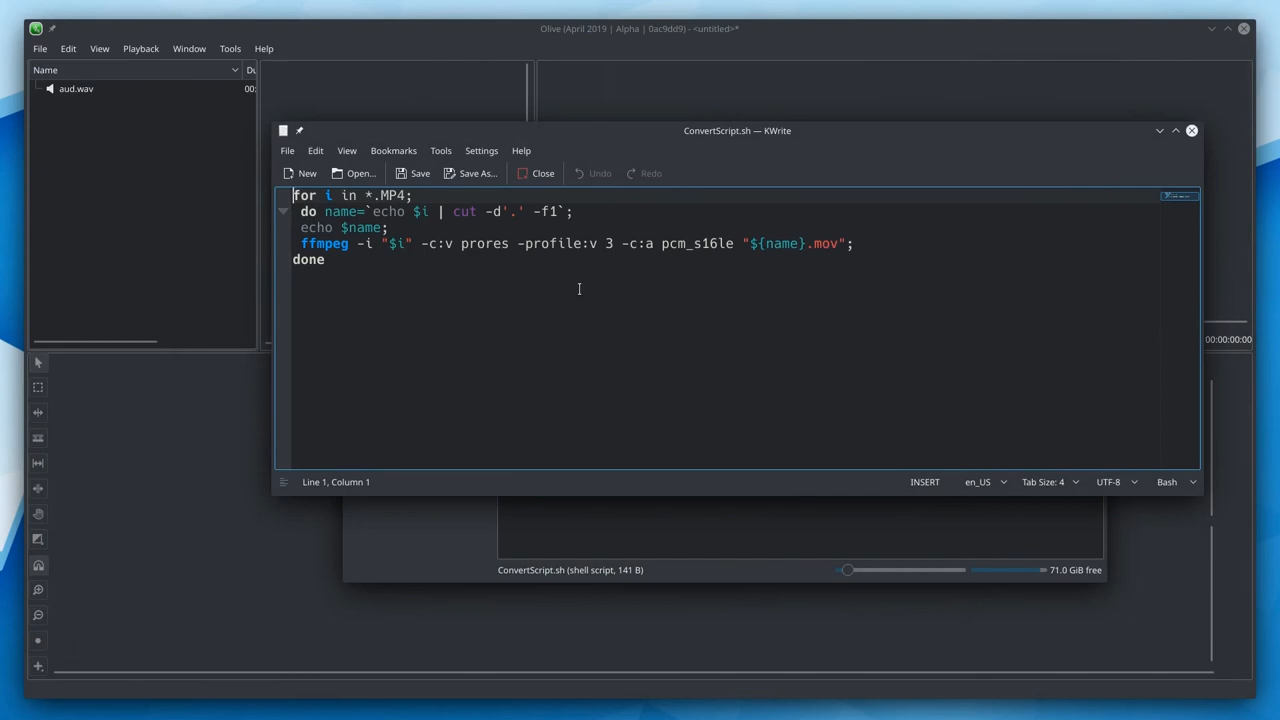 Olive (April 2019 | Alpha | 0ac9dd9) - <untitled>*
File Edit View Playback Window Tools Help
Name Du
aud.wav 00:
ConvertScript.sh — KWrite
File Edit View Bookmarks Tools Settings Help
New Open... Save Save As... Close Undo Redo
for i in *.MP4;
do name=`echo $i | cut -d'.' -f1`;
echo $name;
ffmpeg -i "$i" -c:v prores -profile:v 3 -c:a pcm_s16le "${name}.mov";
done
00:00:00:00
Line 1, Column 1 INSERT en_US Tab Size: 4 UTF-8 Bash
ConvertScript.sh (shell script, 141 B) 71.0 GiB free